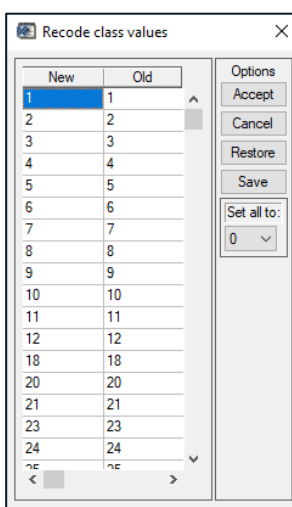 Recode class values
New Old Options
1 1 Accept
2 2 Cancel
3 3
4 4 Restore
5 5 Save
6 6 Set all to:
7 7
8 8 0
9 9
10 10
11 11
12 12
18 18
20 20
21 21
23 23
24 24
25 25